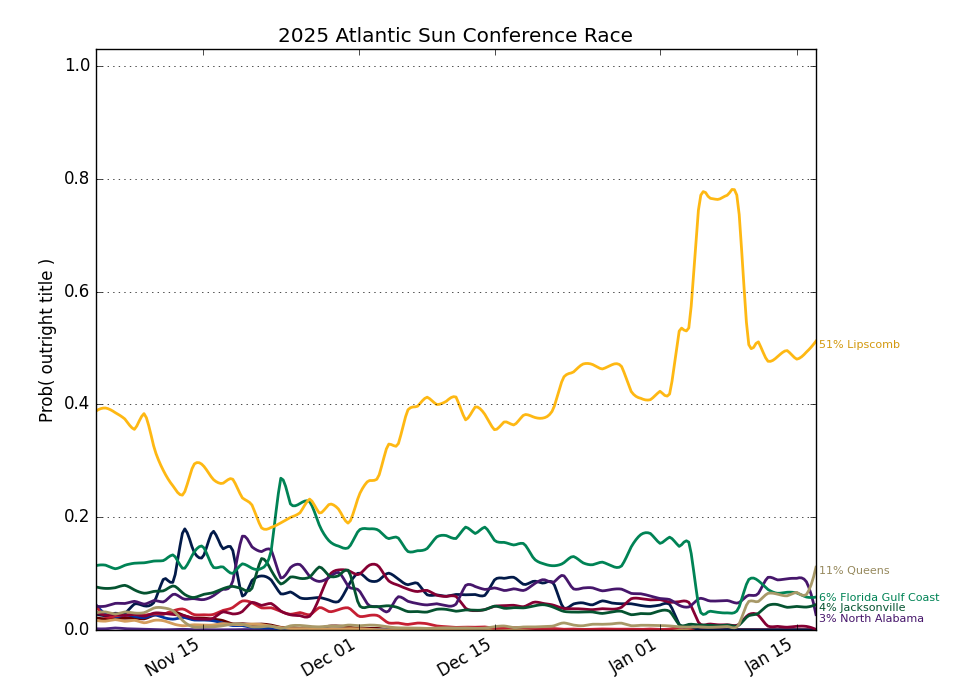 2025 Atlantic Sun Conference Race
Prob( outright title )
1.0
0.8
0.6
0.4
0.2
0.0
51% Lipscomb
11% Queens
6% Florida Gulf Coast
4% Jacksonville
3% North Alabama
Nov 15
Dec 01
Dec 15
Jan 01
Jan 15